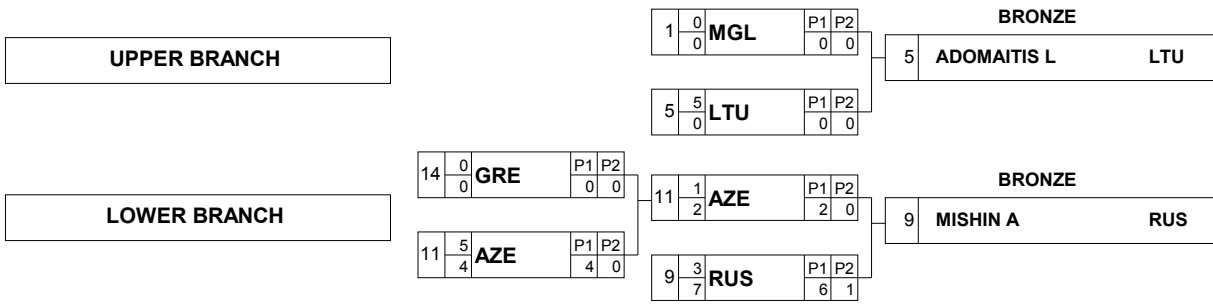 BRONZE
1 0 0 MGL P1 P2 0 0
UPPER BRANCH
5 ADOMAITIS L LTU
5 5 0 LTU P1 P2 0 0
14 0 0 GRE P1 P2 0 0
BRONZE
11 1 2 AZE P1 P2 2 0
LOWER BRANCH
9 MISHIN A RUS
11 5 4 AZE P1 P2 4 0
9 3 7 RUS P1 P2 6 1